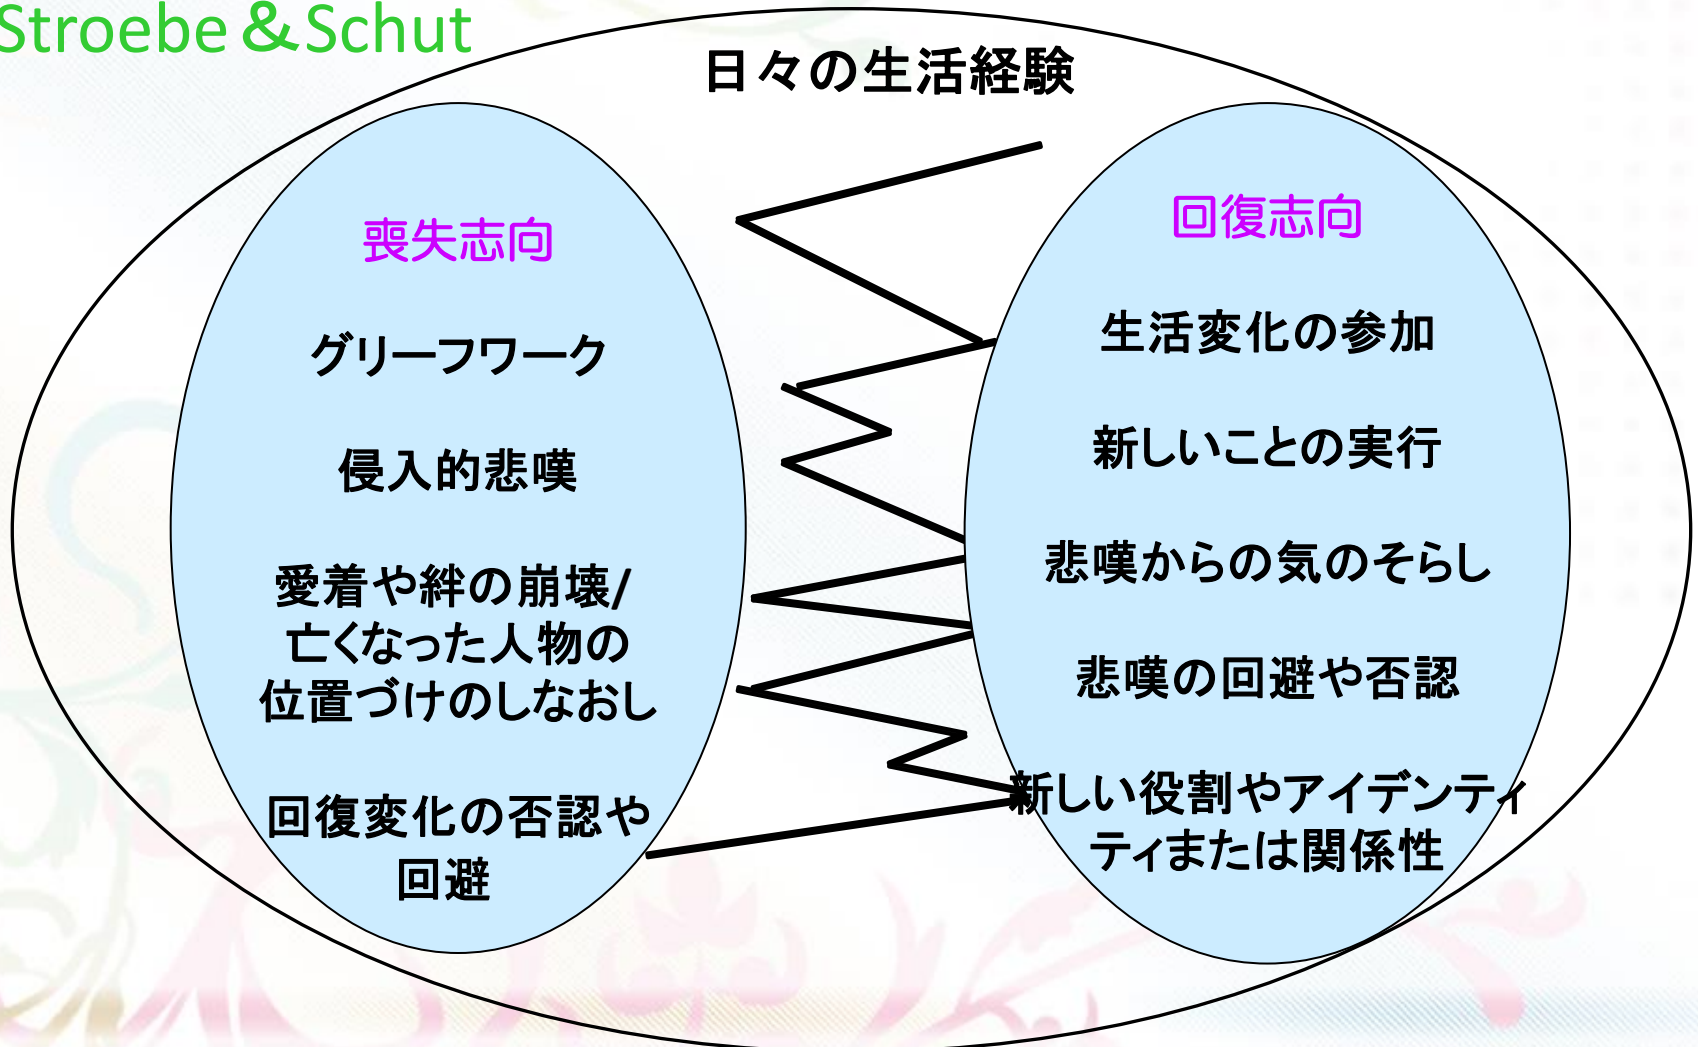 Stroebe＆Schut
日々の生活経験
喪失志向
グリーフワーク
侵入的悲嘆
愛着や絆の崩壊/
亡くなった人物の
位置づけのしなおし
回復変化の否認や
回避
回復志向
生活変化の参加
新しいことの実行
悲嘆からの気のそらし
悲嘆の回避や否認
新しい役割やアイデンティ
ティまたは関係性